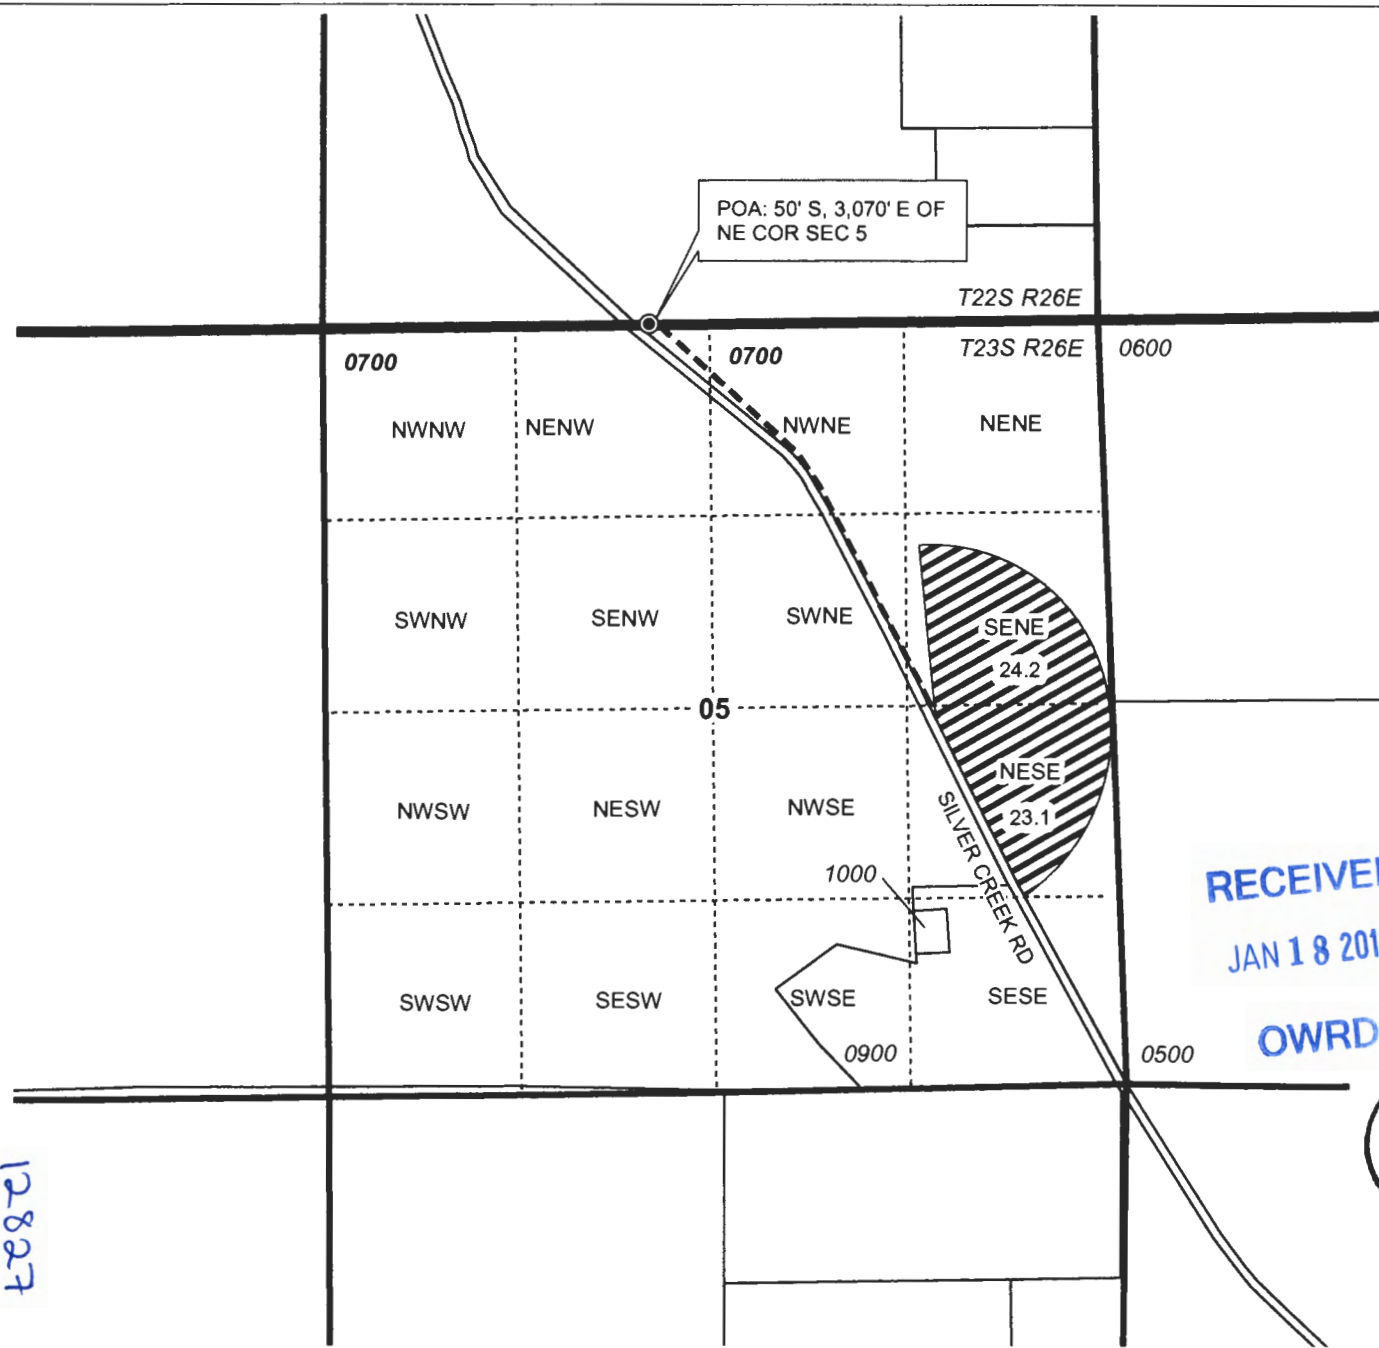 POA: 50' S, 3,070' E OF
NE COR SEC 5
T22S R26E
0700
0700
T23S R26E
0600
NWNW
NENW
NWNE
NENE
SWNW
SENW
SWNE
SENE
24.2
05
NESE
NWSW
NESW
NWSE
23.1
SILVER CREEK RD
1000
RECEIVE
JAN 18 201
OWRD
SWSW
SESW
SWSE
SESE
0900
0500
12827